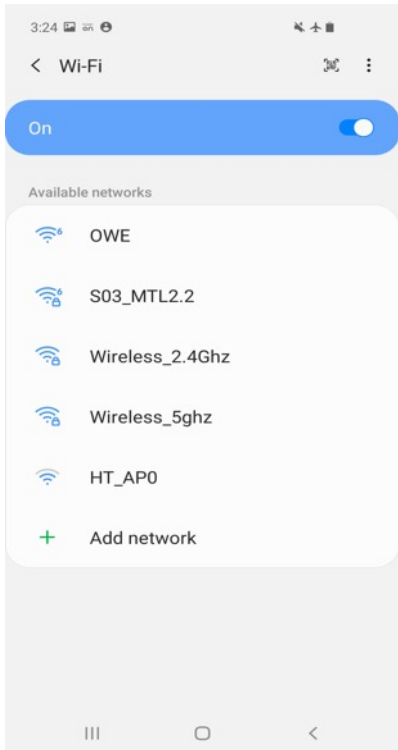 3:24
Wi-Fi
On
Available networks
OWE
S03_MTL2.2
Wireless_2.4Ghz
Wireless_5ghz
HT_AP0
Add network